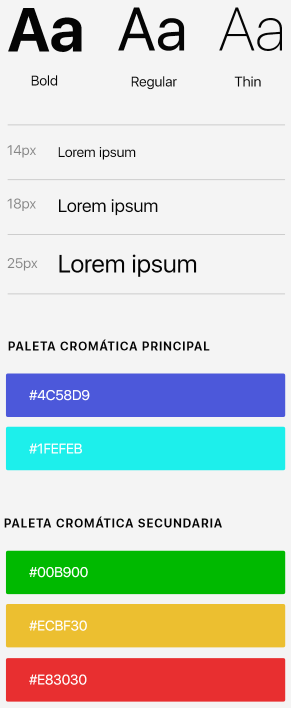 Aa Aa Aa
Bold Regular Thin
14px Lorem ipsum
18px Lorem ipsum
25px Lorem ipsum
PALETA CROMÁTICA PRINCIPAL
#4C58D9
#1FEFEB
PALETA CROMÁTICA SECUNDARIA
#00B900
#ECBF30
#E83030